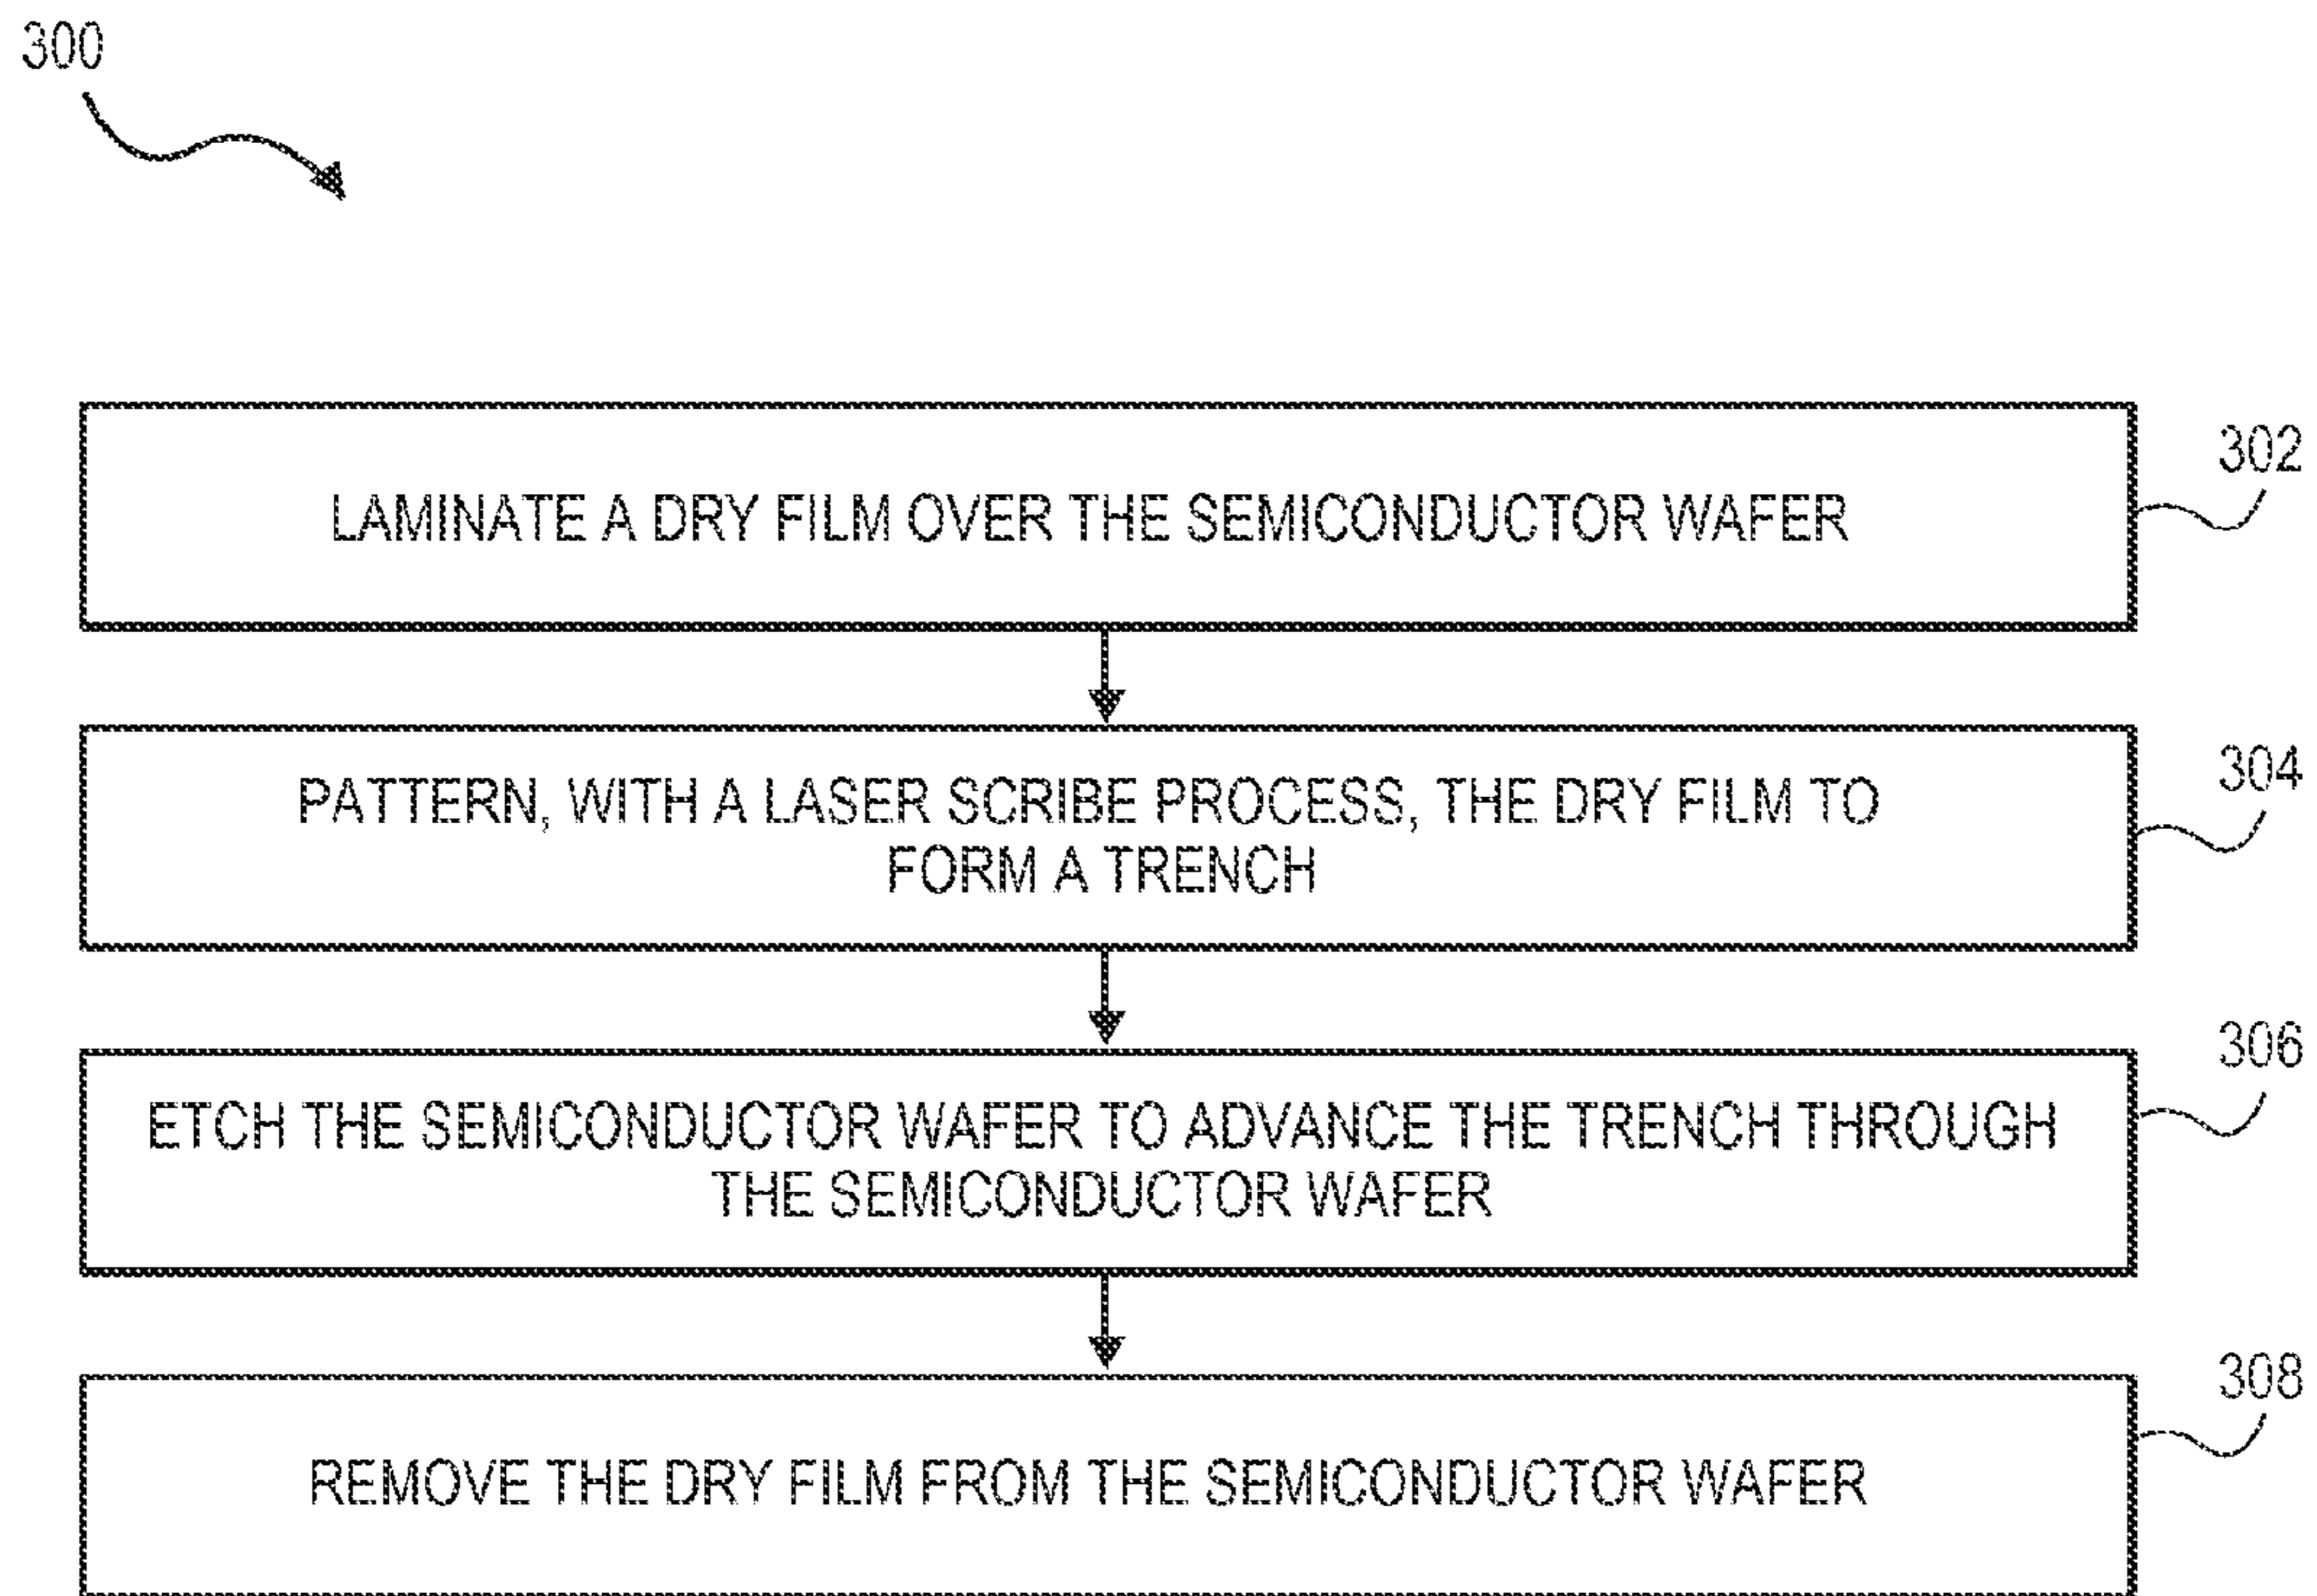 300
LAMINATE A DRY FILM OVER THE SEMICONDUCTOR WAFER
302
PATTERN, WITH A LASER SCRIBE PROCESS, THE DRY FILM TO
FORM A TRENCH
304
ETCH THE SEMICONDUCTOR WAFER TO ADVANCE THE TRENCH THROUGH
THE SEMICONDUCTOR WAFER
306
REMOVE THE DRY FILM FROM THE SEMICONDUCTOR WAFER
308